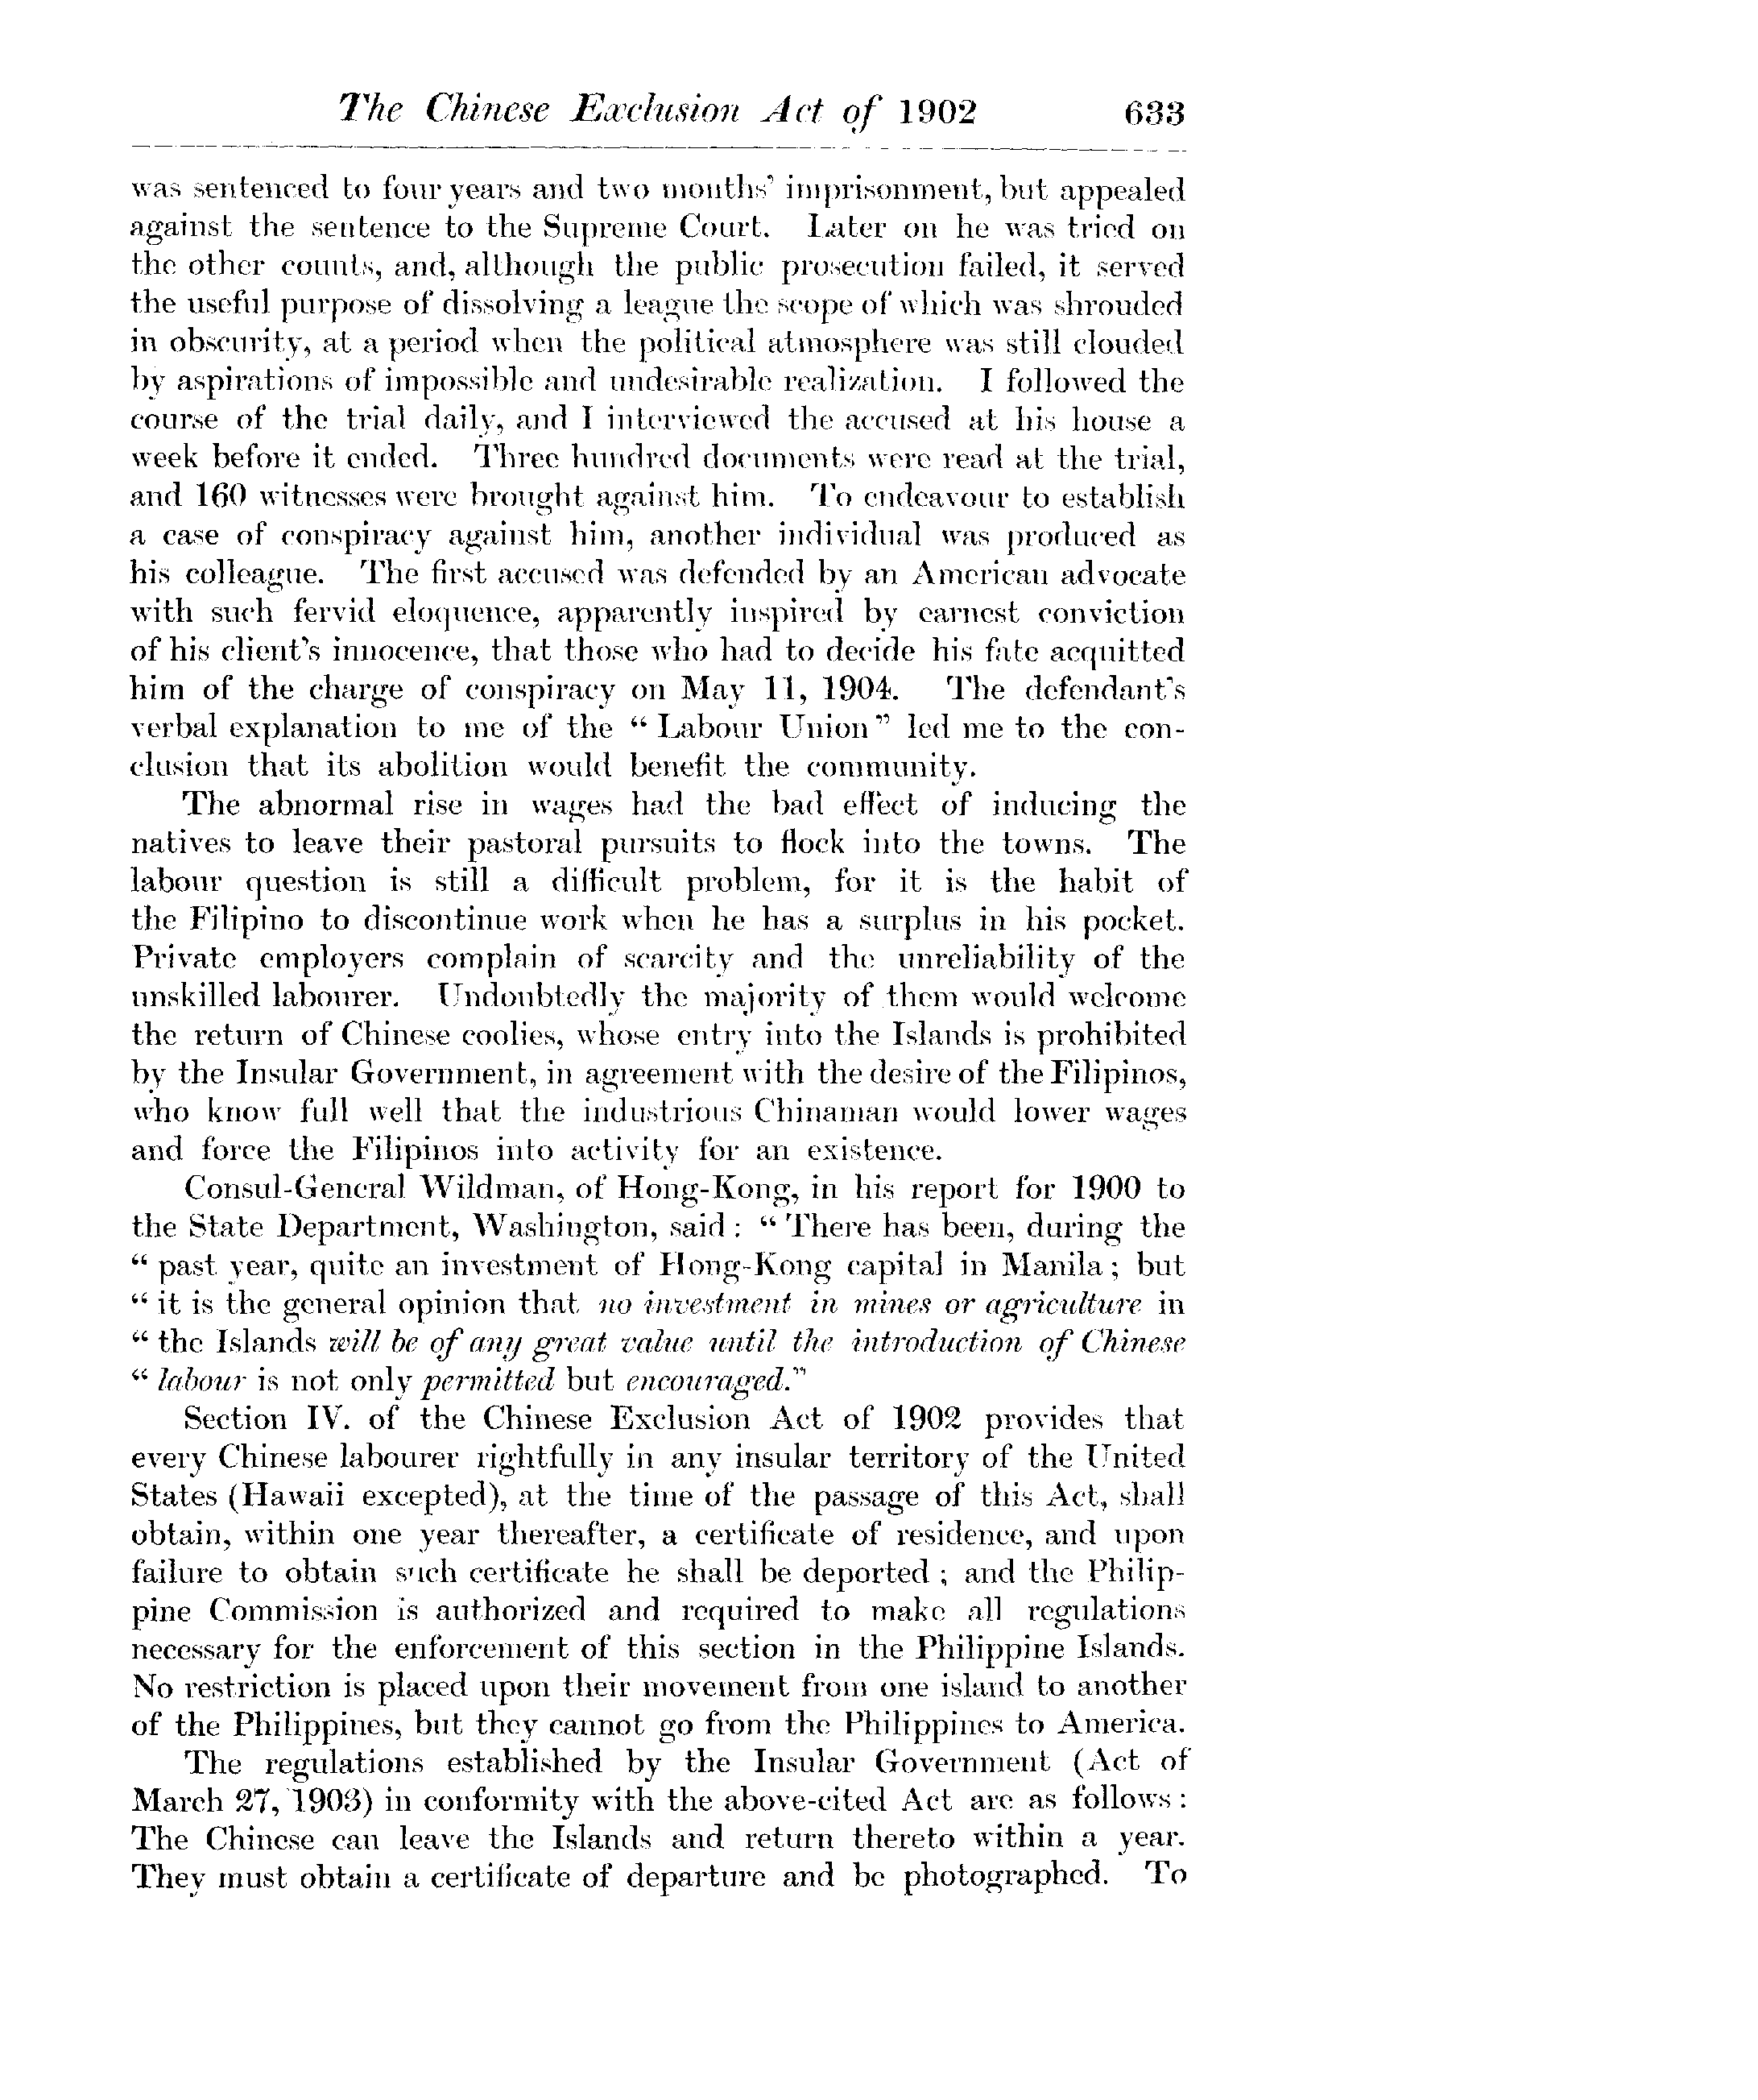 The Chinese Exclusion Act of 1902 633
was sentenced to four years and two months' imprisonment, but appealed
against the sentence to the Supreme Court. Later on he was tried on
the other counts, and, although the public prosecution failed, it served
the useful purpose of dissolving a league the scope of which was shrouded
in obscurity, at a period when the political atmosphere was still clouded
by aspirations of impossible and undesirable realization. I followed the
course of the trial daily, and I interviewed the accused at his house a
week before it ended. Three hundred documents were read at the trial,
and 160 witnesses were brought against him. To endeavour to establish
a case of conspiracy against him, another individual was produced as
his colleague. The first accused was defended by an American advocate
with such fervid eloquence, apparently inspired by earnest conviction
of his client's innocence, that those who had to decide his fate acquitted
him of the charge of conspiracy on May 11, 1904. The defendant's
verbal explanation to me of the “ Labour Union ” led me to the con-
clusion that its abolition would benefit the community.
The abnormal rise in wages had the bad effect of inducing the
natives to leave their pastoral pursuits to flock into the towns. The
labour question is still a difficult problem, for it is the habit of
the Filipino to discontinue work when he has a surplus in his pocket.
Private employers complain of scarcity and the unreliability of the
unskilled labourer. Undoubtedly the majority of them would welcome
the return of Chinese coolies, whose entry into the Islands is prohibited
by the Insular Government, in agreement with the desire of the Filipinos,
who know full well that the industrious Chinaman would lower wages
and force the Filipinos into activity for an existence.
Consul-General Wildman, of Hong-Kong, in his report for 1900 to
the State Department, Washington, said : “ There has been, during the
“ past year, quite an investment of Hong-Kong capital in Manila ; but
“ it is the general opinion that no investment in mines or agriculture in
“ the Islands will be of any great value until the introduction of Chinese
“ labour is not only permitted but encouraged.”
Section IV. of the Chinese Exclusion Act of 1902 provides that
every Chinese labourer rightfully in any insular territory of the United
States (Hawaii excepted), at the time of the passage of this Act, shall
obtain, within one year thereafter, a certificate of residence, and upon
failure to obtain such certificate he shall be deported ; and the Philip-
pine Commission is authorized and required to make all regulations
necessary for the enforcement of this section in the Philippine Islands.
No restriction is placed upon their movement from one island to another
of the Philippines, but they cannot go from the Philippines to America.
The regulations established by the Insular Government (Act of
March 27, 1903) in conformity with the above-cited Act are as follows :
The Chinese can leave the Islands and return thereto within a year.
They must obtain a certificate of departure and be photographed. To